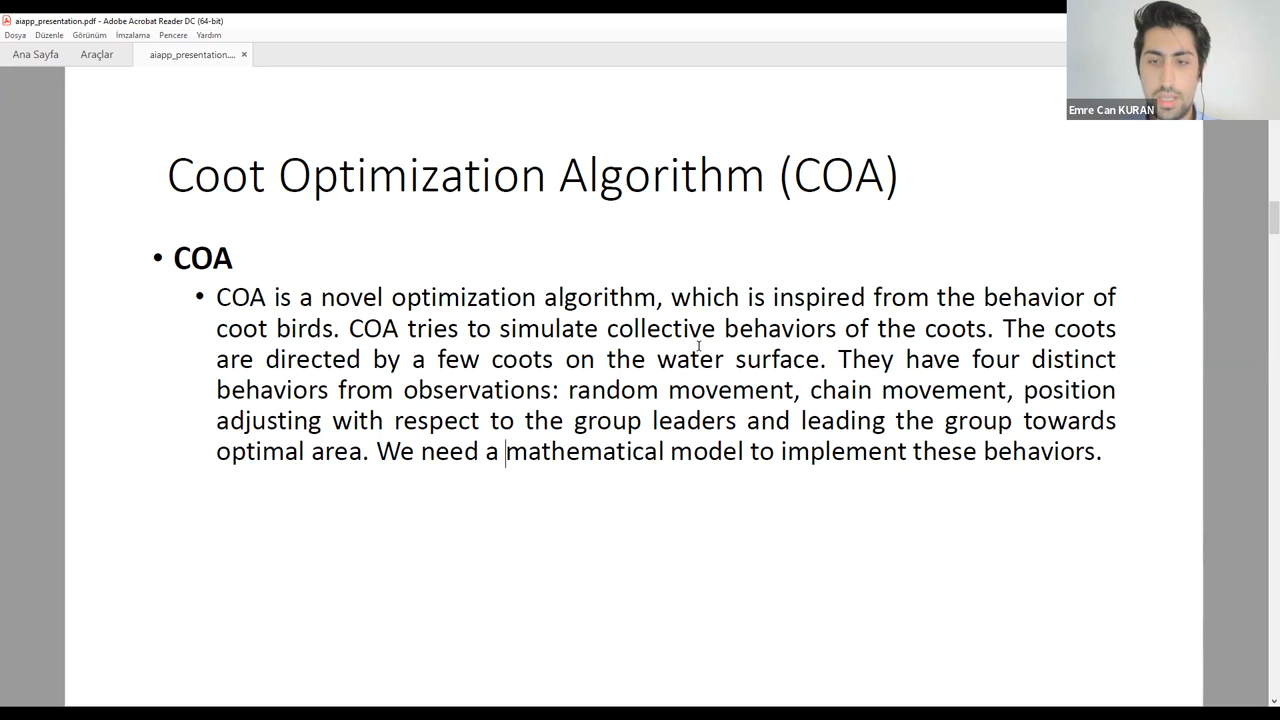 aiapp_presentation.pdf - Adobe Acrobat Reader DC (64-bit)
Dosya Düzenle Görünüm İmzalama Pencere Yardım
Ana Sayfa Araçlar aiapp_presentation.... ×
Emre Can KURAN
Coot Optimization Algorithm (COA)
• COA
• COA is a novel optimization algorithm, which is inspired from the behavior of
coot birds. COA tries to simulate collective behaviors of the coots. The coots
are directed by a few coots on the water surface. They have four distinct
behaviors from observations: random movement, chain movement, position
adjusting with respect to the group leaders and leading the group towards
optimal area. We need a mathematical model to implement these behaviors.